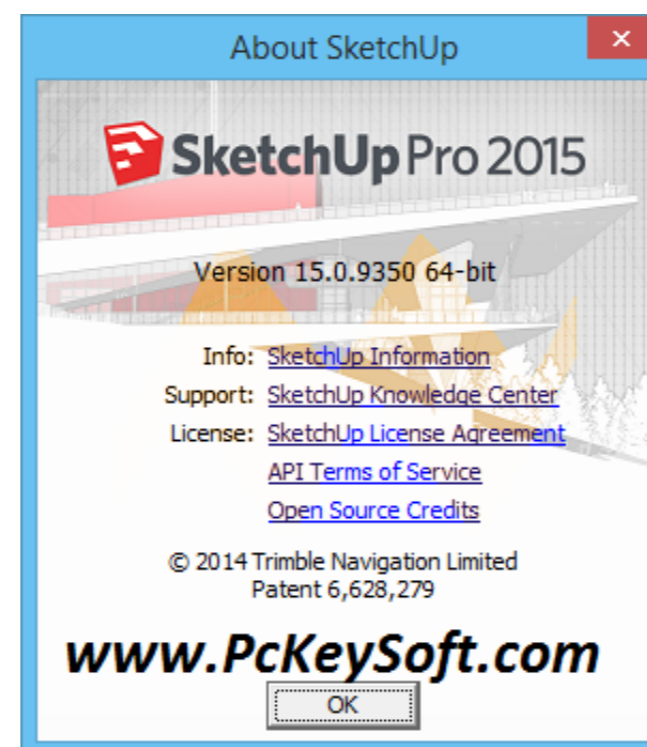 About SketchUp
SketchUp Pro 2015
Version 15.0.9350 64-bit
Info: SketchUp Information
Support: SketchUp Knowledge Center
License: SketchUp License Agreement
API Terms of Service
Open Source Credits
© 2014 Trimble Navigation Limited
Patent 6,628,279
www.PcKeySoft.com
OK